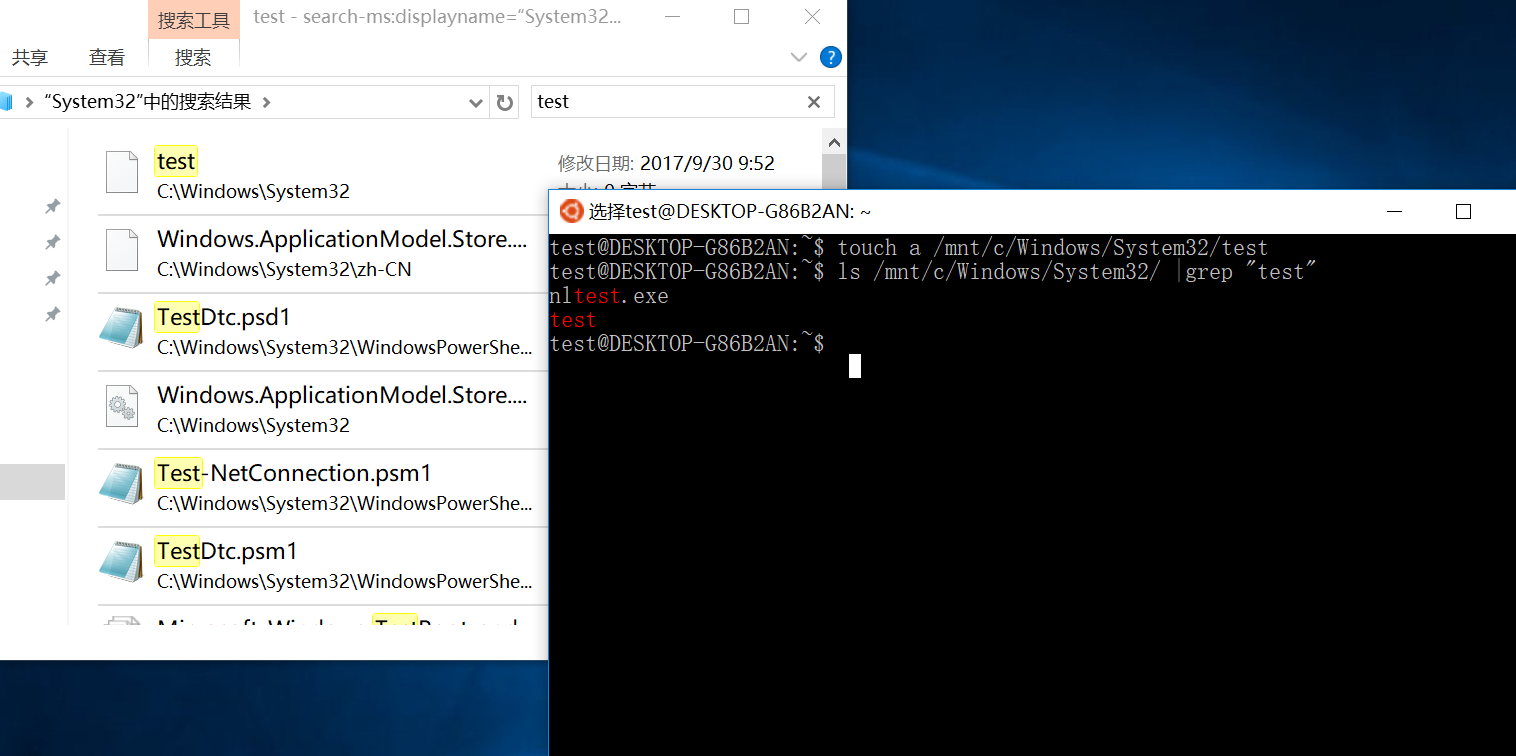 搜索工具
test - search-ms:displayname=“System32...
共享
查看
搜索
“System32”中的搜索结果
test
test
C:\Windows\System32
修改日期: 2017/9/30 9:52
Windows.ApplicationModel.Store....
C:\Windows\System32\zh-CN
TestDtc.psd1
C:\Windows\System32\WindowsPowerShe...
Windows.ApplicationModel.Store....
C:\Windows\System32
Test-NetConnection.psm1
C:\Windows\System32\WindowsPowerShe...
TestDtc.psm1
C:\Windows\System32\WindowsPowerShe...
选择test@DESKTOP-G86B2AN: ~
test@DESKTOP-G86B2AN:~$ touch a /mnt/c/Windows/System32/test
test@DESKTOP-G86B2AN:~$ ls /mnt/c/Windows/System32/ |grep "test"
nltest.exe
test
test@DESKTOP-G86B2AN:~$